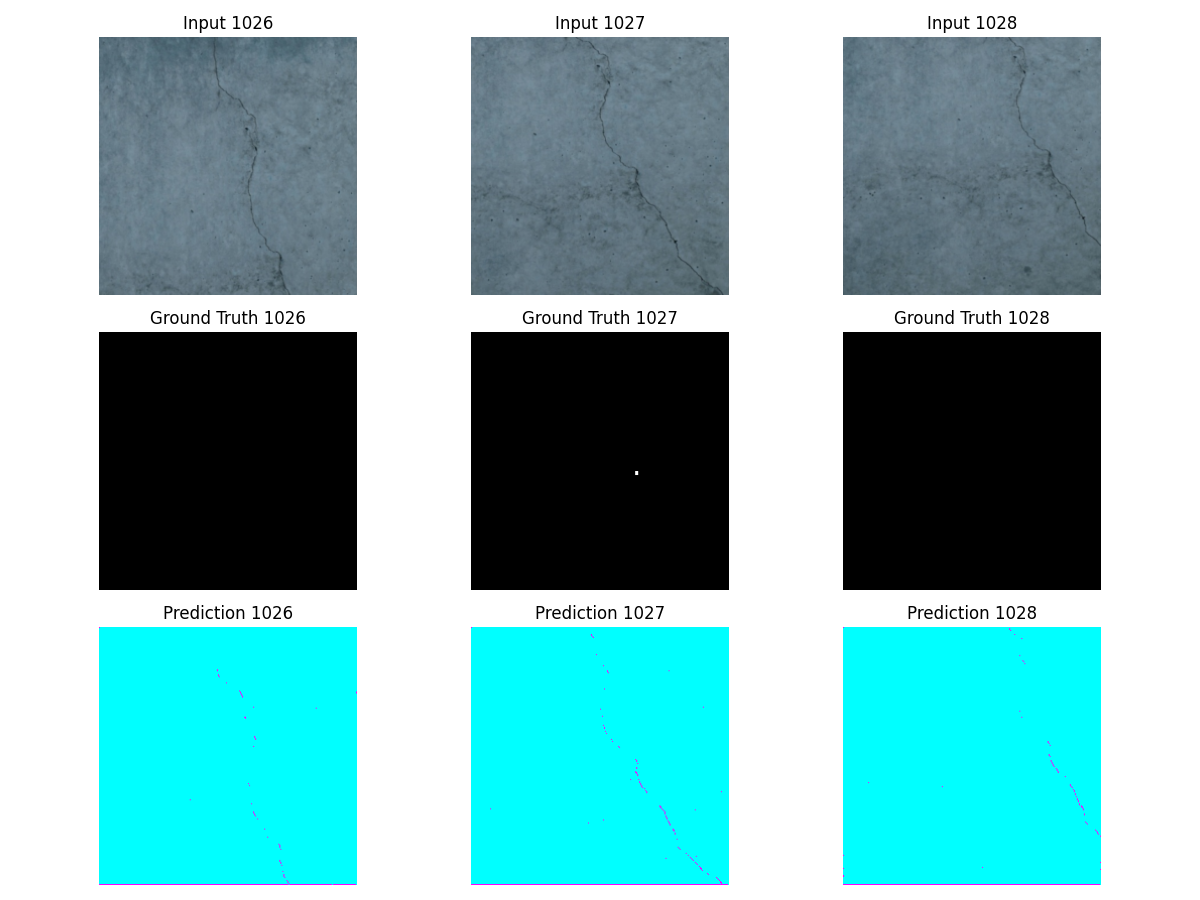 Input 1026
Input 1027
Input 1028
Ground Truth 1026
Ground Truth 1027
Ground Truth 1028
Prediction 1026
Prediction 1027
Prediction 1028